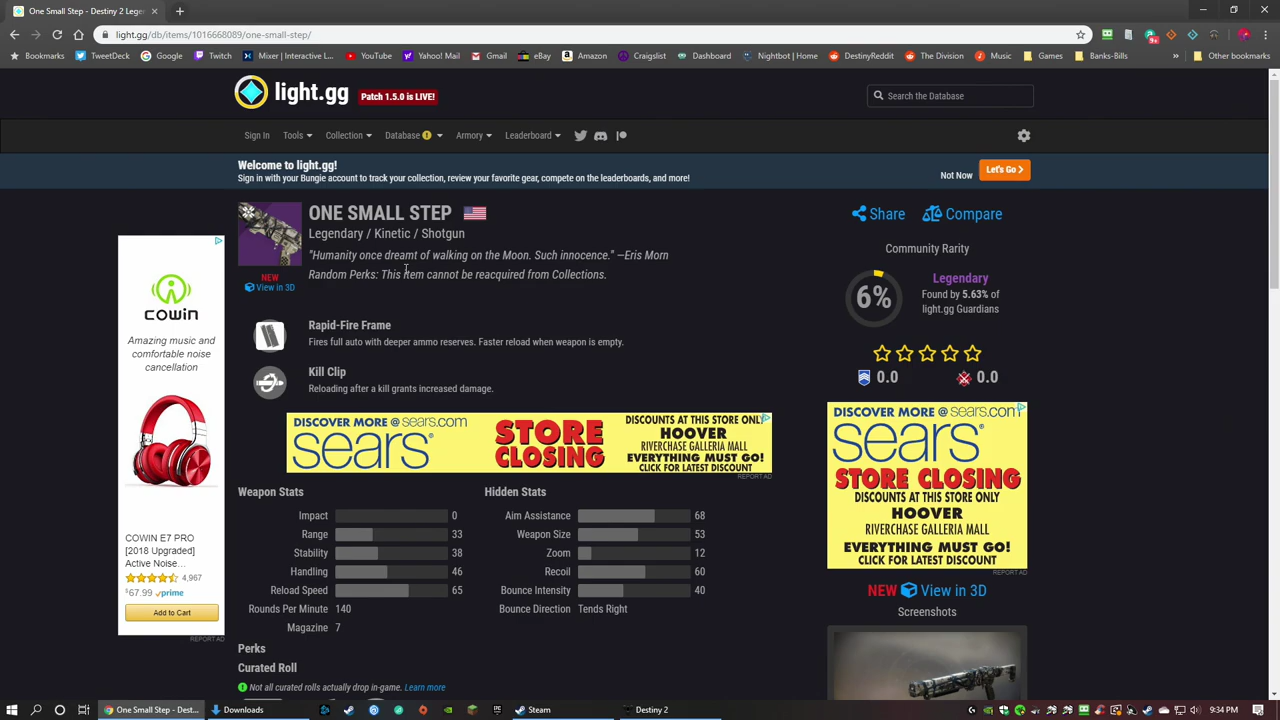 One Small Step - Destiny 2 Leg
light.gg/db/items/1016668089/one-small-step/
Bookmarks TweetDeck Google Twitch Mixer | Interactive L... YouTube Yahoo! Mail Gmail eBay Amazon Craigslist Dashboard Nightbot | Home DestinyReddit The Division Music Games Banks-Bills Other bookmarks
light.gg Patch 1.5.0 is LIVE!
Search the Database
Sign In Tools Collection Database Armory Leaderboard
Welcome to light.gg!
Sign in with your Bungie account to track your collection, review your favorite gear, compete on the leaderboards, and more!
Not Now Let's Go
ONE SMALL STEP
Legendary / Kinetic / Shotgun
"Humanity once dreamt of walking on the Moon. Such innocence." —Eris Morn
Random Perks: This item cannot be reacquired from Collections.
NEW
View in 3D
Rapid-Fire Frame
Fires full auto with deeper ammo reserves. Faster reload when weapon is empty.
Kill Clip
Reloading after a kill grants increased damage.
Share Compare
Community Rarity
6%
Legendary
Found by 5.63% of
light.gg Guardians
0.0 0.0
COWIN
Amazing music and
comfortable noise
cancellation
COWIN E7 PRO
[2018 Upgraded]
Active Noise...
4,967
$67.99 prime
Add to Cart
REPORT AD
DISCOVER MORE @ sears.com
sears
STORE
CLOSING
DISCOUNTS AT THIS STORE ONLY
HOOVER
RIVERCHASE GALLERIA MALL
EVERYTHING MUST GO!
CLICK FOR LATEST DISCOUNT
REPORT AD
DISCOVER MORE @ sears.com
sears
STORE CLOSING
DISCOUNTS AT THIS STORE ONLY
HOOVER
RIVERCHASE GALLERIA MALL
EVERYTHING MUST GO!
CLICK FOR LATEST DISCOUNT
REPORT AD
Weapon Stats
Impact 0
Range 33
Stability 38
Handling 46
Reload Speed 65
Rounds Per Minute 140
Magazine 7
Hidden Stats
Aim Assistance 68
Weapon Size 53
Zoom 12
Recoil 60
Bounce Intensity 40
Bounce Direction Tends Right
NEW View in 3D
Screenshots
Perks
Curated Roll
Not all curated rolls actually drop in-game. Learn more
One Small Step - Dest... Downloads Steam Destiny 2 9:34 PM